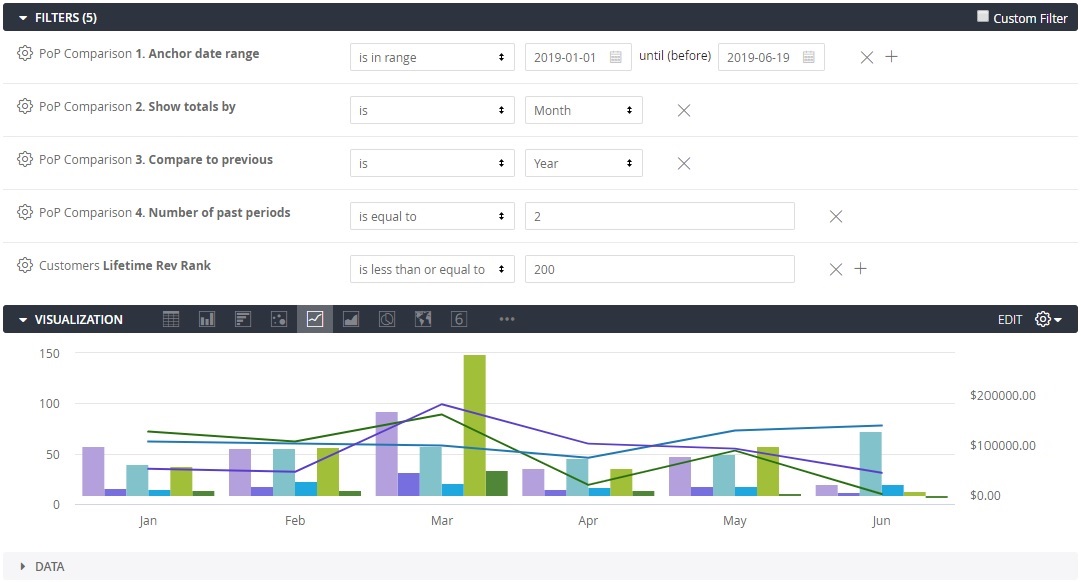 FILTERS (5) Custom Filter
PoP Comparison 1. Anchor date range is in range 2019-01-01 until (before) 2019-06-19
PoP Comparison 2. Show totals by is Month
PoP Comparison 3. Compare to previous is Year
PoP Comparison 4. Number of past periods is equal to 2
Customers Lifetime Rev Rank is less than or equal to 200
VISUALIZATION 6 EDIT
150
100
50
0
$200000.00
$100000.00
$0.00
Jan Feb Mar Apr May Jun
DATA